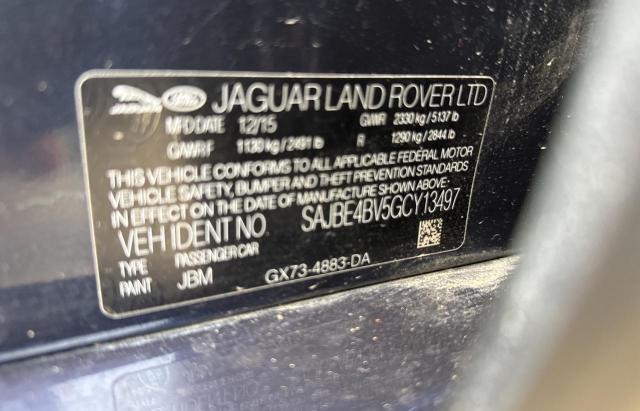 JAGUAR LAND ROVER LTD
MFD DATE 12/15 GVWR 2330 kg / 5137 lb
GAWR F 1130 kg / 2491 lb R 1290 kg / 2844 lb
THIS VEHICLE CONFORMS TO ALL APPLICABLE FEDERAL MOTOR
VEHICLE SAFETY, BUMPER AND THEFT PREVENTION STANDARDS
IN EFFECT ON THE DATE OF MANUFACTURE SHOWN ABOVE:-
VEH IDENT NO. SAJBE4BV5GCY13497
TYPE PASSENGER CAR
PAINT JBM GX73-4883-DA